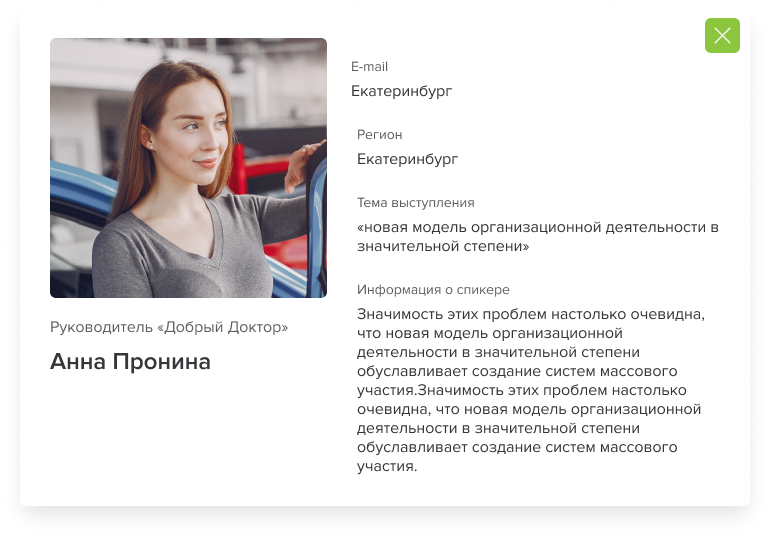 E-mail
Екатеринбург
Регион
Екатеринбург
Тема выступления
«новая модель организационной деятельности в
значительной степени»
Информация о спикере
Значимость этих проблем настолько очевидна,
что новая модель организационной
деятельности в значительной степени
обуславливает создание систем массового
участия.Значимость этих проблем настолько
очевидна, что новая модель организационной
деятельности в значительной степени
обуславливает создание систем массового
участия.
Руководитель «Добрый Доктор»
Анна Пронина